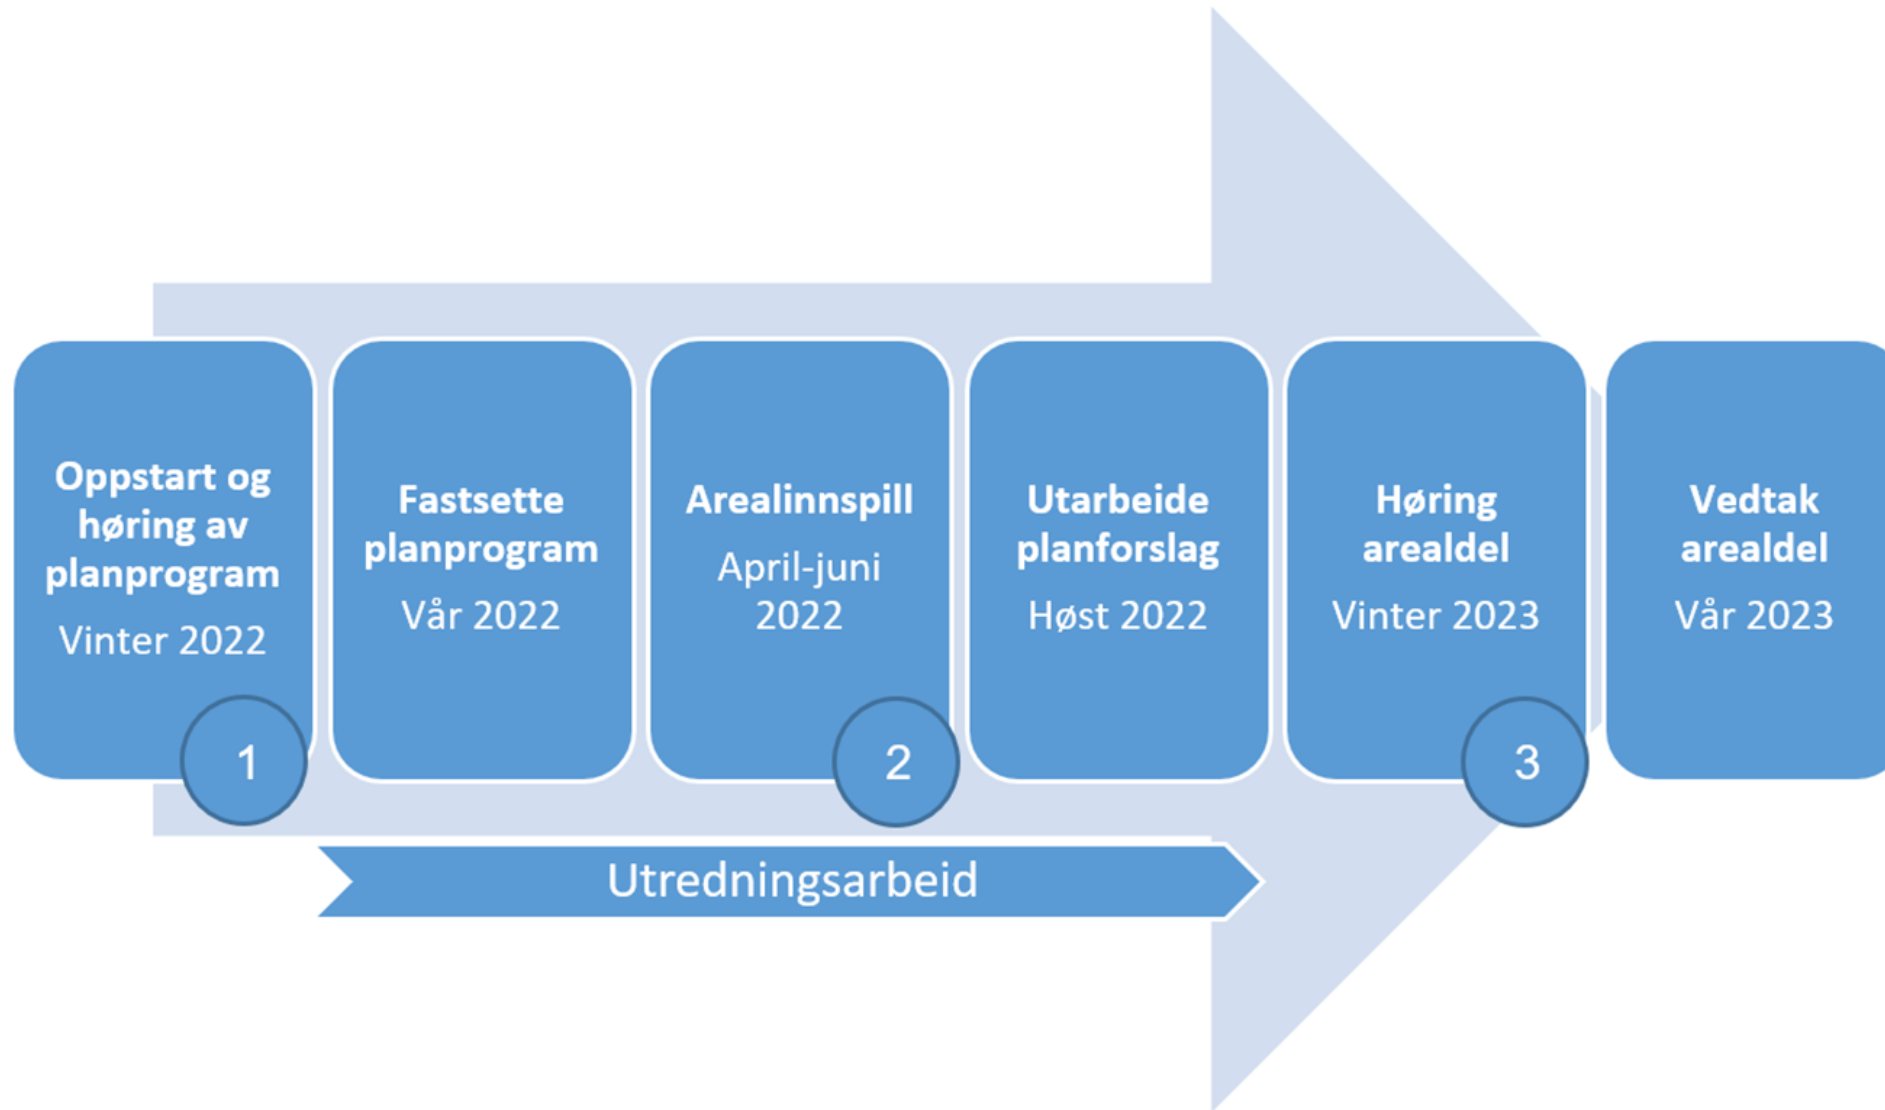 Oppstart og
høring av
planprogram
Vinter 2022
1
Fastsette
planprogram
Vår 2022
Arealinnspill
April-juni
2022
2
Utarbeide
planforslag
Høst 2022
Høring
arealdel
Vinter 2023
3
Vedtak
arealdel
Vår 2023
Utredningsarbeid